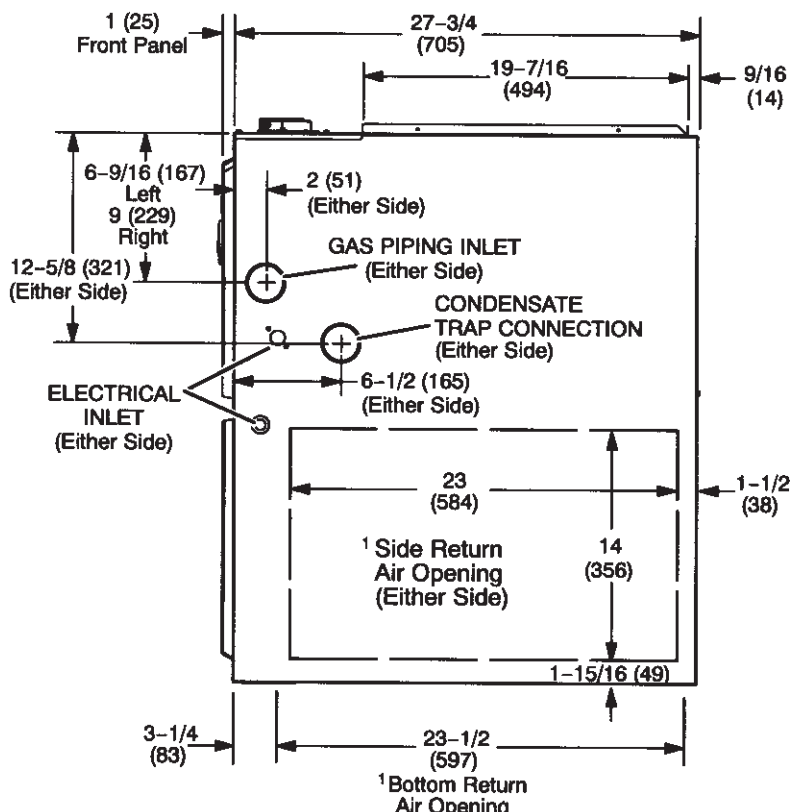 1 (25)
Front Panel
27–3/4
(705)
19–7/16
(494)
9/16
(14)
6–9/16 (167)
Left
9 (229)
Right
2 (51)
(Either Side)
12–5/8 (321)
(Either Side)
GAS PIPING INLET
(Either Side)
CONDENSATE
TRAP CONNECTION
(Either Side)
6–1/2 (165)
(Either Side)
ELECTRICAL
INLET
(Either Side)
23
(584)
1–1/2
(38)
1 Side Return
Air Opening
(Either Side)
14
(356)
1–15/16 (49)
3–1/4
(83)
23–1/2
(597)
1 Bottom Return
Air Opening